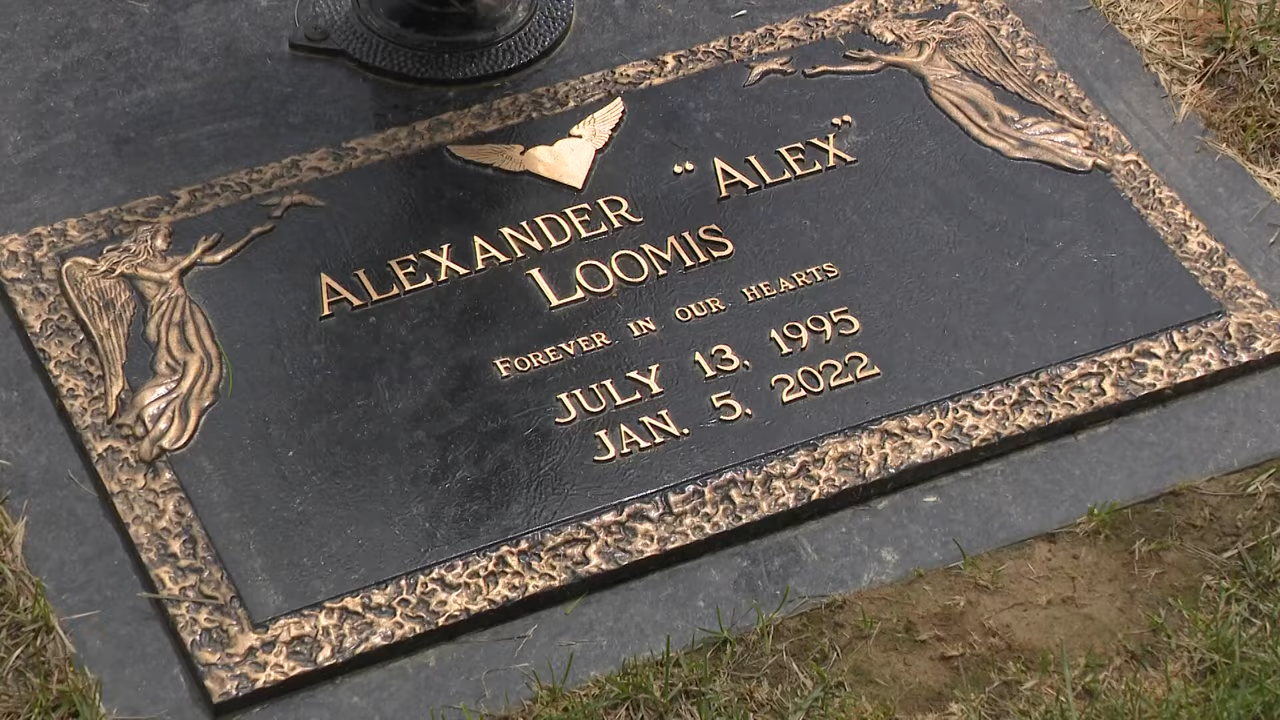 ALEXANDER “ALEX”
LOOMIS
FOREVER IN OUR HEARTS
JULY 13, 1995
JAN. 5, 2022